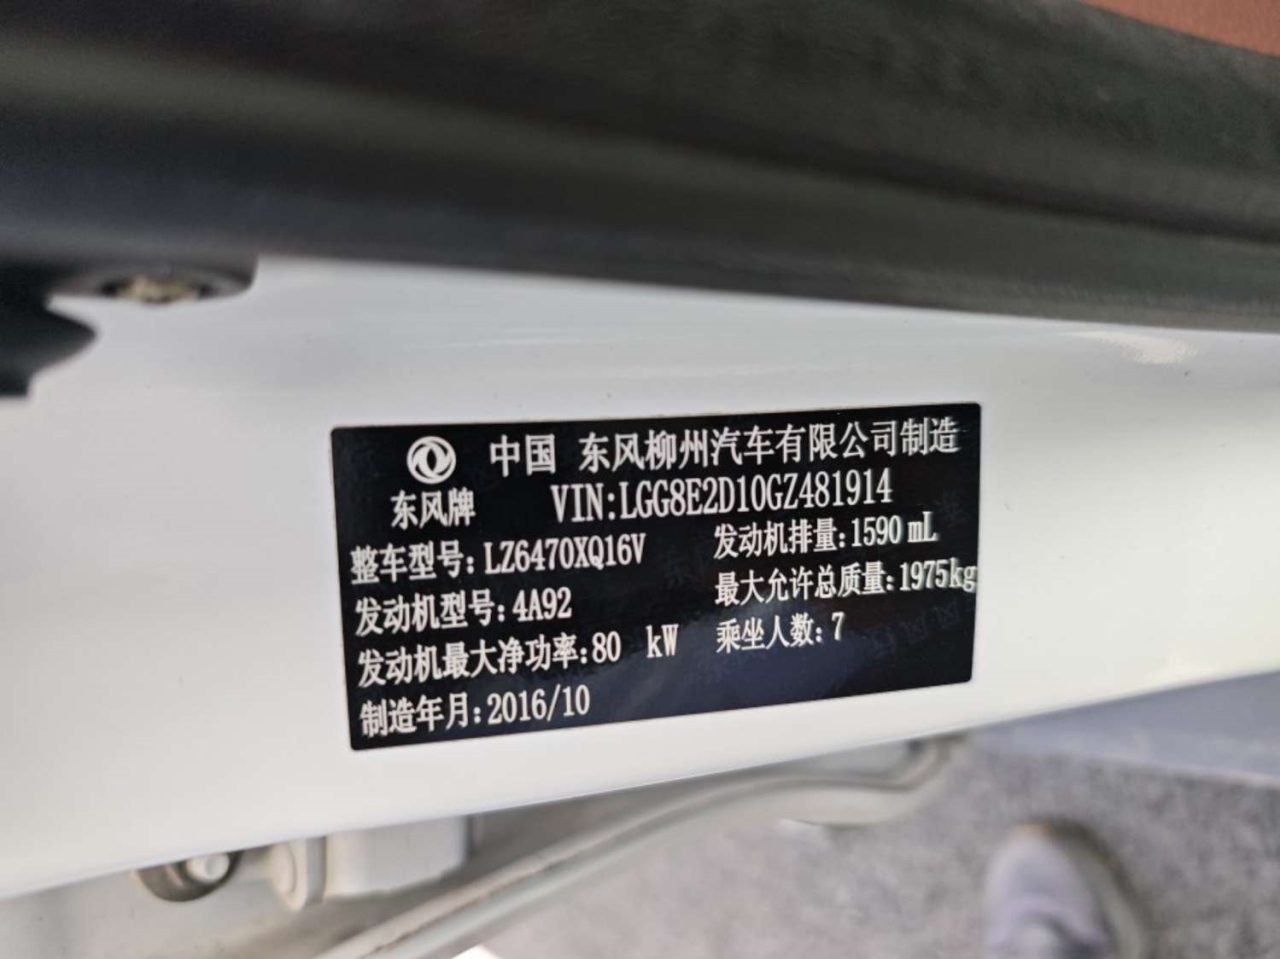 中国 东风柳州汽车有限公司制造
东风牌 VIN:LGG8E2D10GZ481914
整车型号:LZ6470XQ16V 发动机排量:1590 mL
发动机型号:4A92 最大允许总质量:1975kg
发动机最大净功率:80 kW 乘坐人数:7
制造年月:2016/10